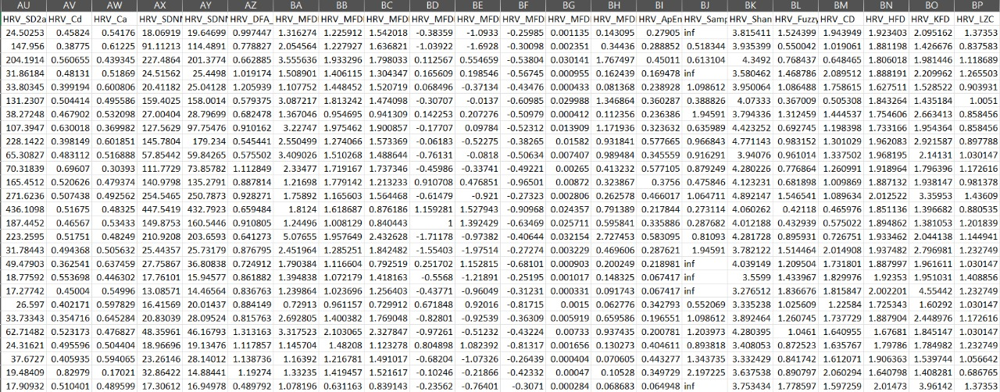 AU AV AW AX AY AZ BA BB BC BD BE BF BG BH BI BJ BK BL BM BN BO BP
HRV_SD2a HRV_Cd HRV_Ca HRV_SDNN HRV_SDNN HRV_DFA_ HRV_MFDI HRV_MFDI HRV_MFDI HRV_MFDI HRV_MFDI HRV_MFDI HRV_MFDI HRV_MFDI HRV_ApEn HRV_Samp HRV_Shan HRV_Fuzzy HRV_CD HRV_HFD HRV_KFD HRV_LZC
24.50253 0.45824 0.54176 18.06919 19.64699 0.997447 1.316274 1.225912 1.542018 -0.38359 -1.0933 -0.25985 0.001135 0.143095 0.27905 inf 3.815411 1.524399 1.943949 1.923403 2.095162 1.37353
147.956 0.38775 0.61225 91.11213 114.4891 0.778827 2.054564 1.227927 1.636821 -1.03922 -1.6928 -0.30098 0.002351 0.34436 0.288852 0.518344 3.935399 0.550042 1.019061 1.881198 1.426676 0.837583
204.1914 0.560655 0.439345 227.4864 201.3774 0.662885 3.555636 1.933296 1.798033 0.112567 0.554659 -0.53804 0.030141 1.767497 0.45011 0.613104 4.3492 0.768437 0.648465 1.806018 1.981446 1.118689
31.86184 0.48131 0.51869 24.51562 25.4498 1.019174 1.508901 1.406115 1.304347 0.165609 0.198546 -0.56745 0.000955 0.162439 0.169478 inf 3.580462 1.468786 2.089512 1.888191 2.209962 1.265503
33.80345 0.399194 0.600806 20.41182 25.04128 1.205939 1.107752 1.448452 1.520719 0.068496 -0.37134 -0.43476 0.000433 0.081368 0.238928 1.098612 3.950064 1.086488 1.758615 1.627511 1.528522 0.903931
131.2307 0.504414 0.495586 159.4025 158.0014 0.579375 3.087217 1.813242 1.474098 -0.30707 -0.0137 -0.60985 0.029988 1.346864 0.360287 0.388826 4.07333 0.367009 0.505308 1.843264 1.435184 1.0051
38.27248 0.467902 0.532098 27.00404 28.79699 0.682478 1.367046 0.954695 0.941309 0.142253 0.207276 -0.50979 0.000412 0.112356 0.236386 1.94591 3.794336 1.312459 1.444537 1.754606 2.663413 0.858456
107.3947 0.630018 0.369982 127.5629 97.75476 0.910162 3.22747 1.975462 1.900857 -0.17707 0.09784 -0.52312 0.013909 1.171936 0.323632 0.635989 4.423252 0.692745 1.198398 1.733166 1.954364 0.858456
228.1422 0.398149 0.601851 145.7804 179.234 0.545441 2.550499 1.274066 1.573369 -0.06183 -0.52275 -0.38265 0.01582 0.931841 0.577665 0.966843 4.771143 0.983152 1.301029 1.962083 2.921587 0.897788
65.30827 0.483112 0.516888 57.85442 59.84265 0.575502 3.409026 1.510268 1.488644 -0.76131 -0.0818 -0.50634 0.007407 0.989484 0.345559 0.916291 3.94076 0.961014 1.337502 1.968195 2.14131 1.030147
70.31839 0.69607 0.30393 111.7729 73.85782 1.112849 2.33477 1.719167 1.737346 -0.45986 -0.33741 -0.49221 0.00265 0.413232 0.577105 0.879249 4.280226 0.776864 1.260991 1.918964 1.796396 1.172616
165.4512 0.520626 0.479374 140.9798 135.2791 0.887814 1.21698 1.779142 1.213233 0.910708 0.476851 -0.96501 0.00872 0.323867 0.3756 0.475846 4.123231 0.681998 1.009869 1.887132 1.938147 0.981378
271.6236 0.507438 0.492562 254.5465 250.7873 0.928271 1.75892 1.165603 1.564468 -0.61479 -0.921 -0.27323 0.002806 0.262578 0.466017 1.064711 4.892147 1.546541 1.089634 2.012522 3.35953 1.43609
436.1098 0.51675 0.48325 447.5419 432.7923 0.659484 1.8124 1.618687 0.876186 1.159281 1.527943 -0.90968 0.024357 0.791389 0.217844 0.273114 4.060262 0.42118 0.465976 1.851136 1.396682 0.880535
187.4452 0.46567 0.53433 149.8753 160.5446 0.910805 1.24496 1.008129 0.840443 1 1.392429 -0.63469 0.025711 0.595841 0.335886 0.287682 4.012188 0.432939 0.575022 1.894862 1.381053 1.201839
223.2595 0.51751 0.48249 210.9208 203.6593 0.641273 5.07655 1.957649 2.432628 -1.71178 -0.97382 -0.40644 0.032154 2.727453 0.583095 0.81093 4.281728 0.895931 0.726751 1.933462 2.044138 1.144941
31.78443 0.494368 0.505632 25.44357 25.73179 0.876795 2.451964 1.285251 1.842482 -1.55403 -1.97514 -0.27274 0.003229 0.469606 0.287621 1.94591 3.782122 1.514464 2.014908 1.937482 2.796981 1.232749
49.47903 0.362541 0.637459 27.75867 36.80838 0.724912 1.790384 1.116604 0.792519 0.251702 1.152815 -0.68101 0.000903 0.200249 0.218981 inf 4.039149 1.209504 1.731801 1.887997 1.961611 1.030147
18.77592 0.553698 0.446302 17.76101 15.94577 0.861882 1.394838 1.072179 1.418163 -0.5568 -1.21891 -0.25195 0.001017 0.148325 0.067417 inf 3.5599 1.433967 1.829976 1.92353 1.951031 1.408856
17.27742 0.45004 0.54996 13.08571 14.46564 0.836763 1.239864 1.023696 1.256403 -0.43771 -0.96049 -0.31231 0.000331 0.091743 0.067417 inf 3.276512 1.836676 1.815847 2.002201 4.55442 1.232749
26.597 0.402171 0.597829 16.41569 20.01437 0.884149 0.72913 0.961157 0.729912 0.671848 0.92016 -0.81715 0.0015 0.062776 0.342793 0.552069 3.335238 1.025609 1.22584 1.725343 1.60292 1.030147
33.73343 0.354716 0.645284 20.83039 28.09524 0.815763 2.692805 1.400382 1.769048 -0.82801 -0.92539 -0.36309 0.005919 0.659586 0.196551 1.098612 3.892464 1.260745 1.737729 1.887904 2.448976 1.172616
62.71482 0.523173 0.476827 48.35961 46.16793 1.313163 3.317523 2.103065 2.327847 -0.97261 -0.51232 -0.43224 0.00733 0.937435 0.200781 1.203973 4.280395 1.0461 1.640955 1.67681 1.845147 1.030147
24.31621 0.495596 0.504404 18.96696 19.13476 1.117857 1.145704 1.48208 1.123278 0.804898 1.082392 -0.81317 0.001656 0.130273 0.404611 0.893818 3.408053 0.872523 1.635767 1.79786 1.784982 1.232749
37.6727 0.405935 0.594065 23.26146 28.14012 1.138736 1.16392 1.216781 1.491017 -0.68204 -1.07326 -0.26439 0.000404 0.070605 0.443277 1.343735 3.332429 0.841742 1.612071 1.906363 1.539744 1.056642
19.48409 0.82979 0.17021 32.86422 14.88441 1.19274 1.33235 1.419947 1.521657 -0.10246 -0.21866 -0.42332 0.00047 0.10528 0.349729 2.197225 3.637538 0.890797 2.060019 1.640798 1.408281 0.686765
17.90932 0.510401 0.489599 17.30612 16.94978 0.489792 1.078196 0.631163 0.839143 -0.23562 -0.76401 -0.3071 0.000284 0.068683 0.064948 inf 3.753434 1.778597 1.597259 2.01473 2.96144 1.37353